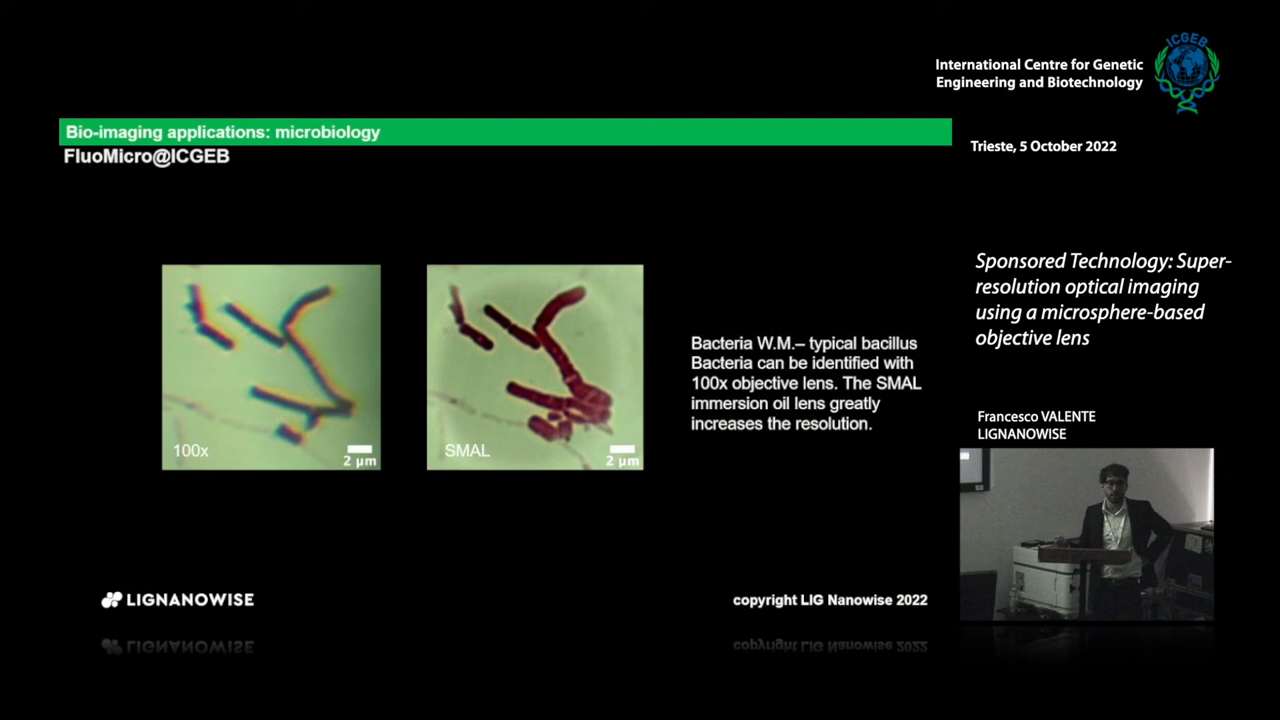 International Centre for Genetic
Engineering and Biotechnology
ICGEB
Bio-imaging applications: microbiology
FluoMicro@ICGEB
Trieste, 5 October 2022
Sponsored Technology: Super-
resolution optical imaging
using a microsphere-based
objective lens
Bacteria W.M.– typical bacillus
Bacteria can be identified with
100x objective lens. The SMAL
immersion oil lens greatly
increases the resolution.
100x
2 μm
SMAL
2 μm
Francesco VALENTE
LIGNANOWISE
LIGNANOWISE
copyright LIG Nanowise 2022